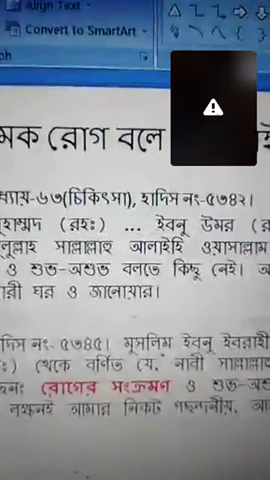 Align Text
Convert to SmartArt
মক রোগ বলে
ধ্যায়-৬৩(চিকিৎসা), হাদিস নং-৫৩৪২।
হাম্মদ (রহঃ) ... ইবনু উমর (র
লুল্লাহ সাল্লাল্লাহু আলাইহি ওয়াসাল্লাম
ও শুভ-অশুভ বলতে কিছু নেই। অ
ারী ঘর ও জানোয়ার।
দিস নং- ৫৩৪৫। মুসলিম ইবনু ইবরাহী
ঃ) থেকে বর্ণিত যে, নাবী সাল্লাল্লা
ছেনঃ রোগের সংক্রমণ ও শুভ-অশু
লক্ষনই আমার নিকট পছন্দনীয়, আ